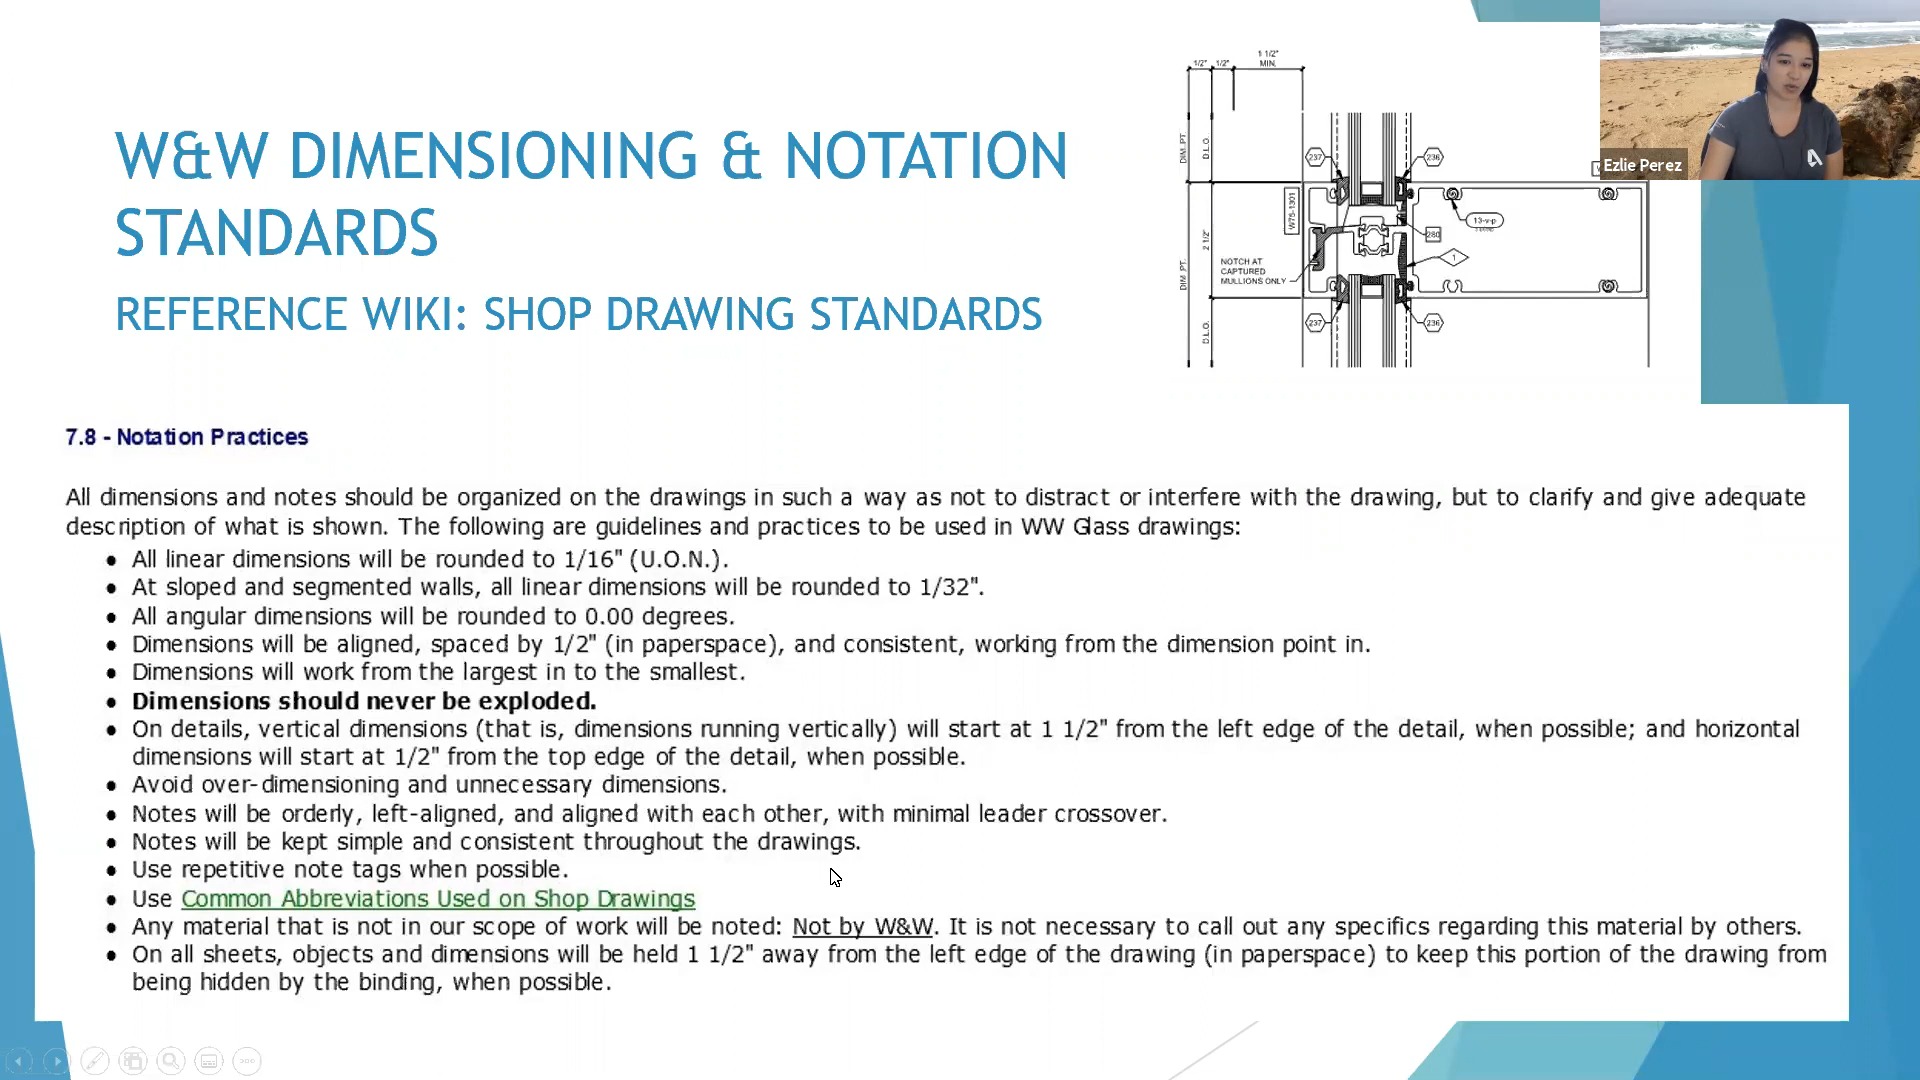 W&W DIMENSIONING & NOTATION
STANDARDS
REFERENCE WIKI: SHOP DRAWING STANDARDS
1/2" 1/2" 1 1/2"
MIN.
DIM. PT.
D.L.O.
237
236
W75-1301
13-v-p
2 1/2"
280
1
NOTCH AT
CAPTURED
MULLIONS ONLY
DIM. PT.
237
236
D.L.O.
Ezlie Perez
7.8 - Notation Practices
All dimensions and notes should be organized on the drawings in such a way as not to distract or interfere with the drawing, but to clarify and give adequate
description of what is shown. The following are guidelines and practices to be used in WW Glass drawings:
• All linear dimensions will be rounded to 1/16" (U.O.N.).
• At sloped and segmented walls, all linear dimensions will be rounded to 1/32".
• All angular dimensions will be rounded to 0.00 degrees.
• Dimensions will be aligned, spaced by 1/2" (in paperspace), and consistent, working from the dimension point in.
• Dimensions will work from the largest in to the smallest.
• Dimensions should never be exploded.
• On details, vertical dimensions (that is, dimensions running vertically) will start at 1 1/2" from the left edge of the detail, when possible; and horizontal
dimensions will start at 1/2" from the top edge of the detail, when possible.
• Avoid over-dimensioning and unnecessary dimensions.
• Notes will be orderly, left-aligned, and aligned with each other, with minimal leader crossover.
• Notes will be kept simple and consistent throughout the drawings.
• Use repetitive note tags when possible.
• Use Common Abbreviations Used on Shop Drawings
• Any material that is not in our scope of work will be noted: Not by W&W. It is not necessary to call out any specifics regarding this material by others.
• On all sheets, objects and dimensions will be held 1 1/2" away from the left edge of the drawing (in paperspace) to keep this portion of the drawing from
being hidden by the binding, when possible.